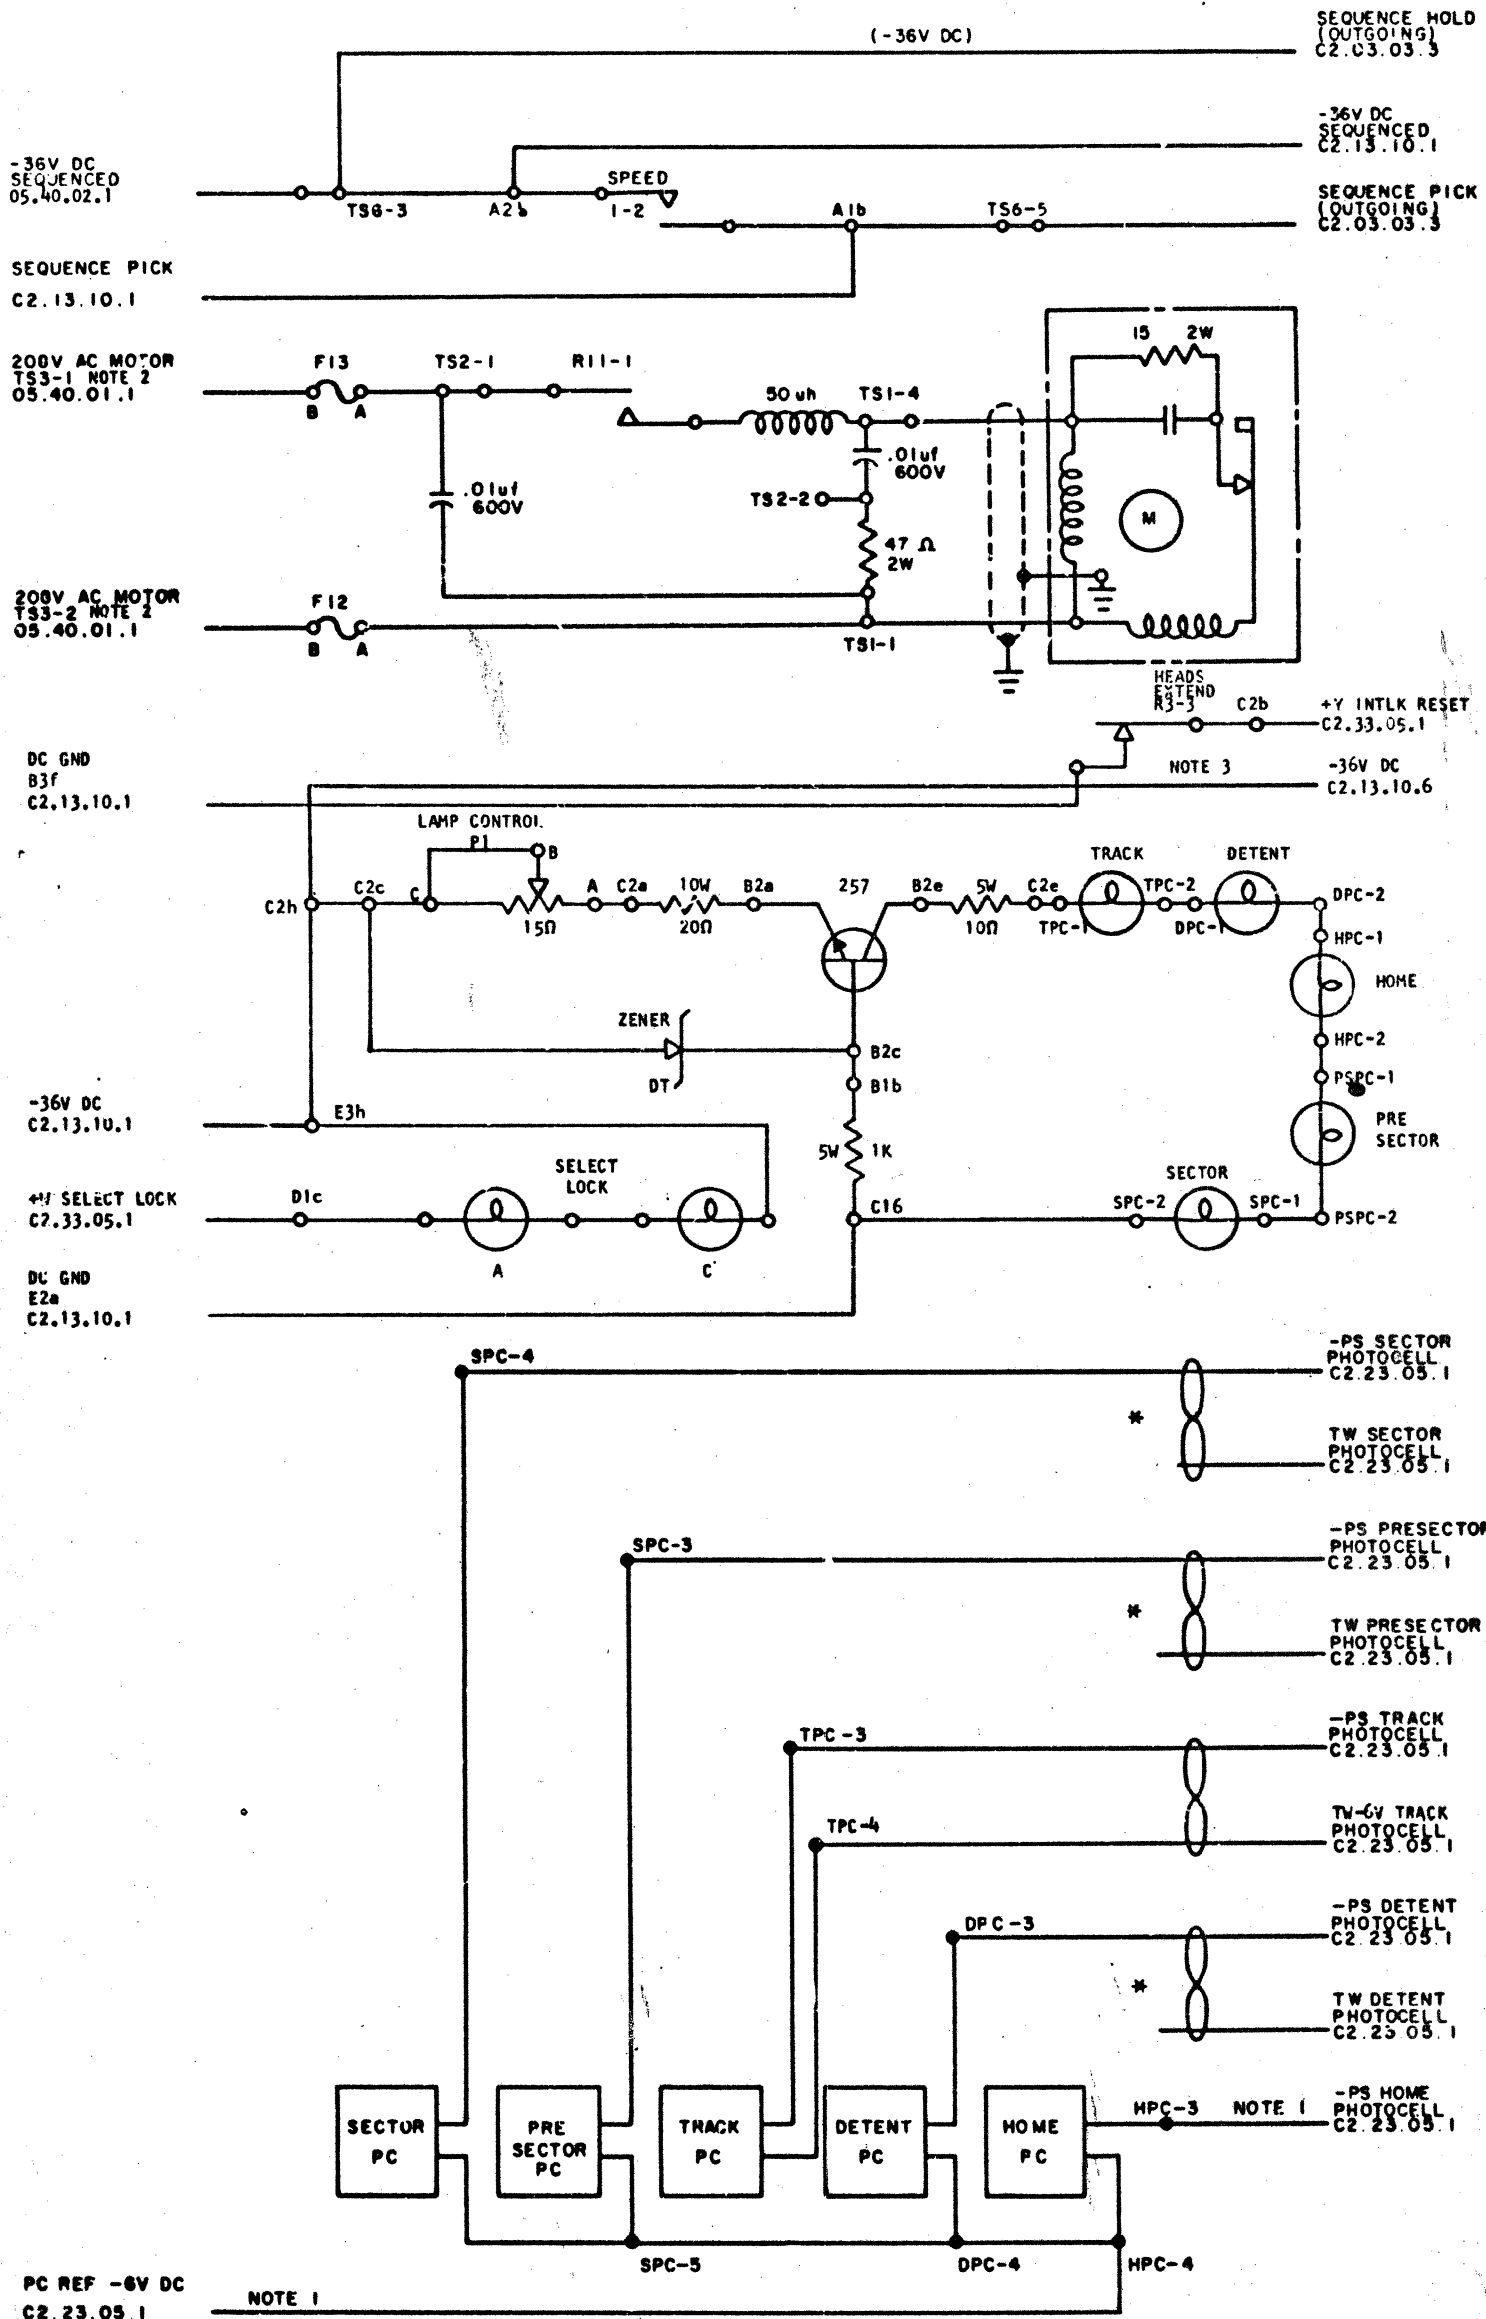 (-36V DC)
SEQUENCE HOLD
(OUTGOING)
C2.03.03.3
-36V DC
SEQUENCED
C2.13.10.1
-36V DC
SEQUENCED
05.40.02.1
TS6-3
A2b
SPEED
1-2
A1b
TS6-5
SEQUENCE PICK
(OUTGOING)
C2.03.03.3
SEQUENCE PICK
C2.13.10.1
208V AC MOTOR
TS3-1 NOTE 2
05.40.01.1
F13
B A
TS2-1
R11-1
50 uh
TS1-4
15 2W
.01uf
600V
.01uf
600V
TS2-2
47 Ω
2W
M
208V AC MOTOR
TS3-2 NOTE 2
05.40.01.1
F12
B A
TS1-1
HEADS
EXTEND
R3-3
C2b
+Y INTLK RESET
C2.33.05.1
DC GND
B3f
C2.13.10.1
NOTE 3
-36V DC
C2.13.10.6
LAMP CONTROL
P1
B
C2h
C2c
C
15Ω
A
C2a
10W
20Ω
B2a
257
B2e
5W
10Ω
C2e
TPC-1
TRACK
TPC-2
DPC-1
DETENT
DPC-2
HPC-1
HOME
HPC-2
PSPC-1
PRE
SECTOR
ZENER
DT
B2c
B1b
5W 1K
-36V DC
C2.13.10.1
E3h
SELECT
LOCK
+W SELECT LOCK
C2.33.05.1
D1c
A
C
C16
SECTOR
SPC-2
SPC-1
PSPC-2
DC GND
E2a
C2.13.10.1
SPC-4
-PS SECTOR
PHOTOCELL
C2.23.05.1
*
TW SECTOR
PHOTOCELL
C2.23.05.1
SPC-3
-PS PRESECTOR
PHOTOCELL
C2.23.05.1
*
TW PRESECTOR
PHOTOCELL
C2.23.05.1
TPC-3
-PS TRACK
PHOTOCELL
C2.23.05.1
TPC-4
TW-6V TRACK
PHOTOCELL
C2.23.05.1
DPC-3
-PS DETENT
PHOTOCELL
C2.23.05.1
*
TW DETENT
PHOTOCELL
C2.23.05.1
SECTOR
PC
PRE
SECTOR
PC
TRACK
PC
DETENT
PC
HOME
PC
HPC-3
NOTE 1
-PS HOME
PHOTOCELL
C2.23.05.1
SPC-5
DPC-4
HPC-4
PC REF -6V DC
C2.23.05.1
NOTE 1